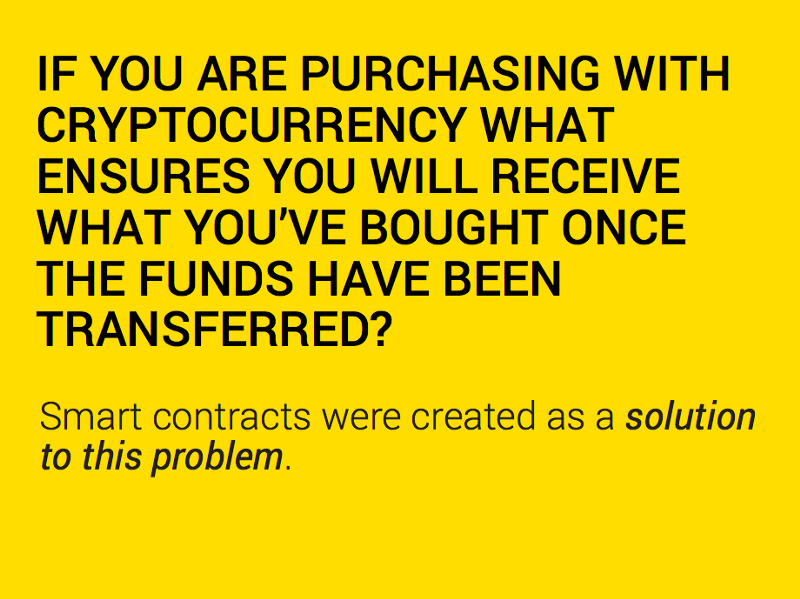 IF YOU ARE PURCHASING WITH
CRYPTOCURRENCY WHAT
ENSURES YOU WILL RECEIVE
WHAT YOU’VE BOUGHT ONCE
THE FUNDS HAVE BEEN
TRANSFERRED?
Smart contracts were created as a solution
to this problem.